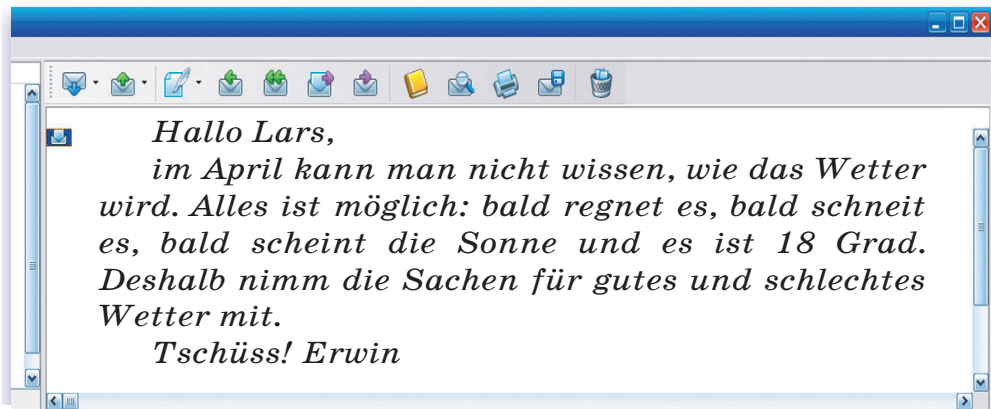 Hallo Lars,
im April kann man nicht wissen, wie das Wetter
wird. Alles ist möglich: bald regnet es, bald schneit
es, bald scheint die Sonne und es ist 18 Grad.
Deshalb nimm die Sachen für gutes und schlechtes
Wetter mit.
Tschüss! Erwin